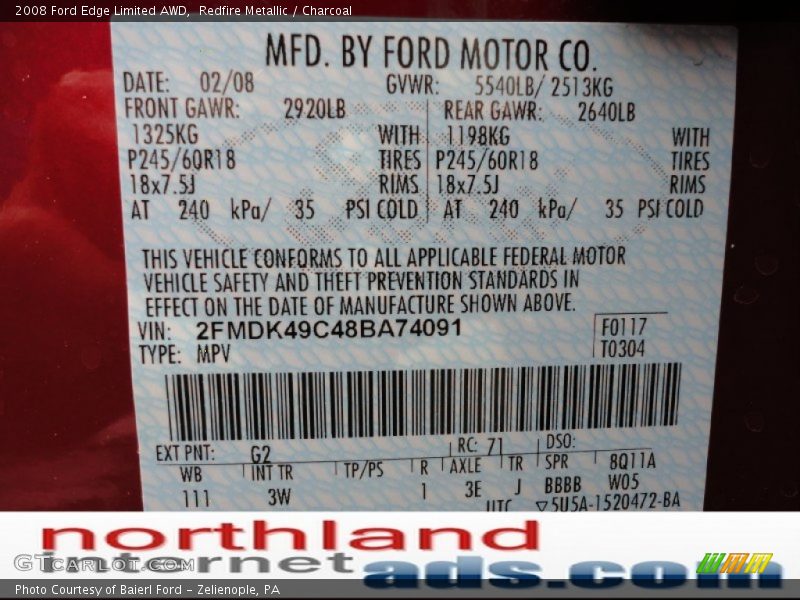 2008 Ford Edge Limited AWD, Redfire Metallic / Charcoal
MFD. BY FORD MOTOR CO.
DATE: 02/08 GVWR: 5540LB/ 2513KG
FRONT GAWR: 2920LB REAR GAWR: 2640LB
1325KG WITH 1198KG WITH
P245/60R18 TIRES P245/60R18 TIRES
18x7.5J RIMS 18x7.5J RIMS
AT 240 kPa/ 35 PSI COLD AT 240 kPa/ 35 PSI COLD
THIS VEHICLE CONFORMS TO ALL APPLICABLE FEDERAL MOTOR
VEHICLE SAFETY AND THEFT PREVENTION STANDARDS IN
EFFECT ON THE DATE OF MANUFACTURE SHOWN ABOVE.
VIN: 2FMDK49C48BA74091 F0117
TYPE: MPV T0304
EXT PNT: G2 RC: 71 DSO:
WB INT TR TP/PS R AXLE TR SPR 8Q11A
111 3W 1 3E J BBBB W05
UTC ▽5U5A-1520472-BA
northland
internet
ads.com
GTCARLOT.COM
Photo Courtesy of Baierl Ford - Zelienople, PA